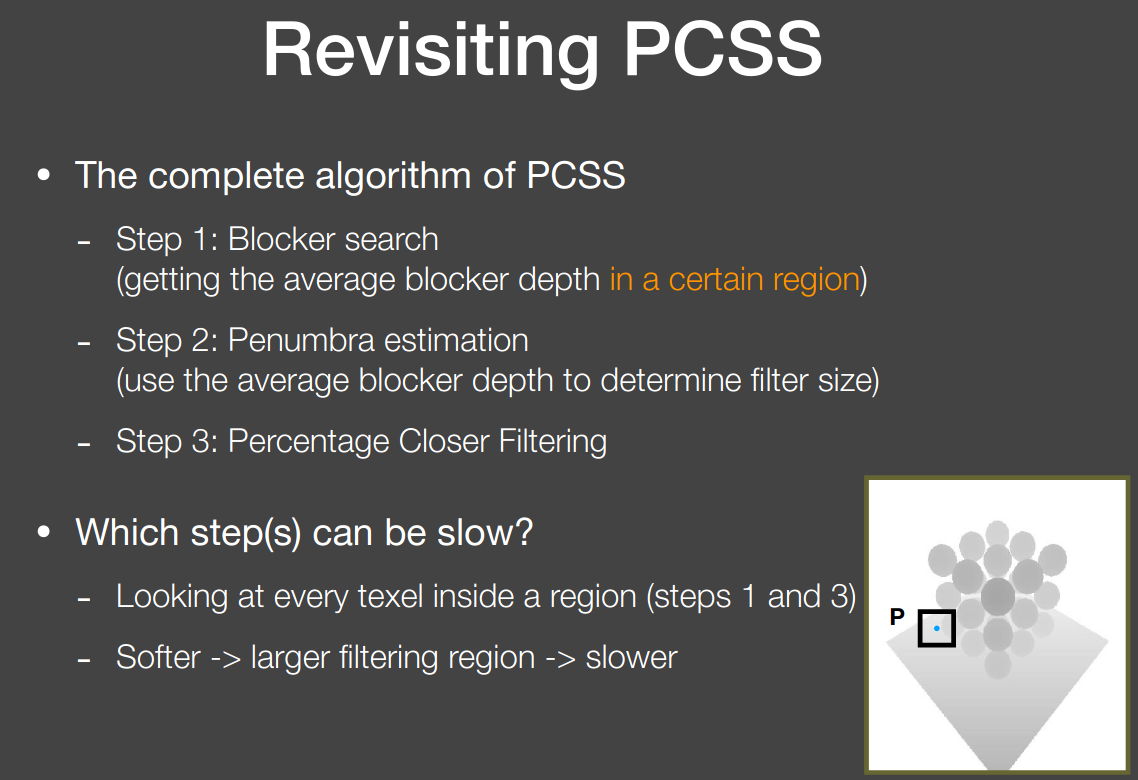 Revisiting PCSS
• The complete algorithm of PCSS
- Step 1: Blocker search
(getting the average blocker depth in a certain region)
- Step 2: Penumbra estimation
(use the average blocker depth to determine filter size)
- Step 3: Percentage Closer Filtering
• Which step(s) can be slow?
- Looking at every texel inside a region (steps 1 and 3)
- Softer -> larger filtering region -> slower
P